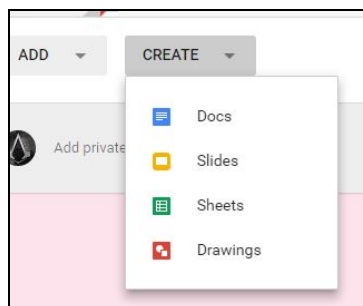 ADD CREATE
Docs
Add private
Slides
Sheets
Drawings